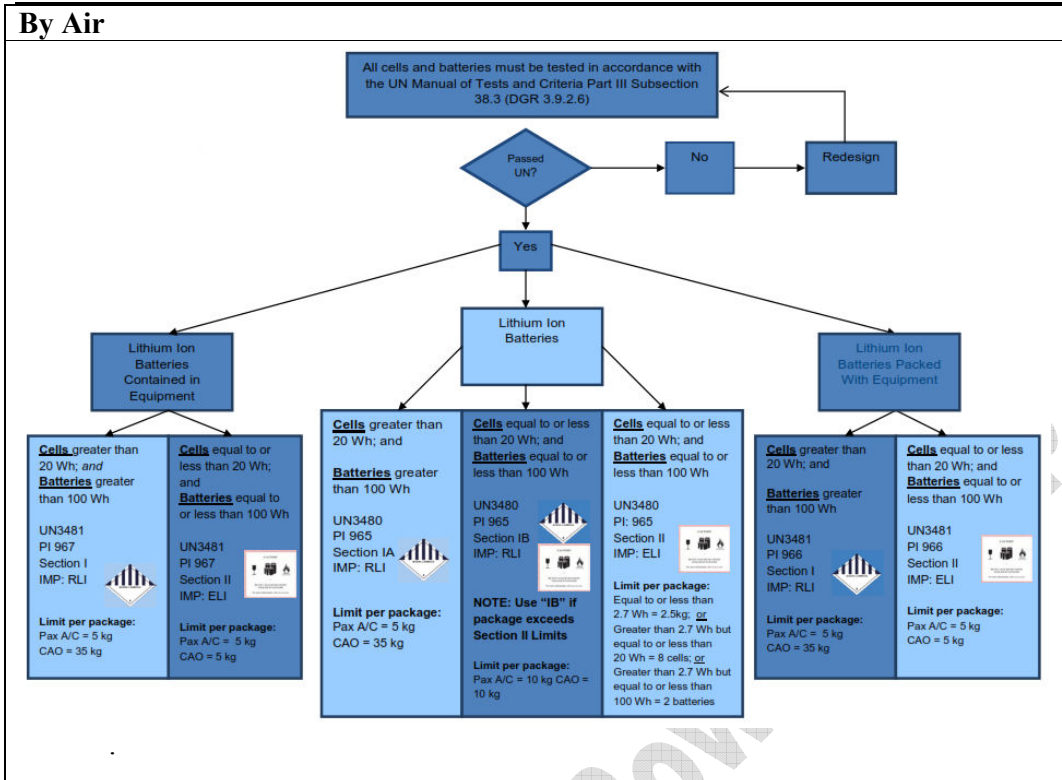 By Air
All cells and batteries must be tested in accordance with
the UN Manual of Tests and Criteria Part III Subsection
38.3 (DGR 3.9.2.6)
Passed
UN?
No
Redesign
Yes
Lithium Ion
Batteries
Contained in
Equipment
Lithium Ion
Batteries
Lithium Ion
Batteries Packed
With Equipment
Cells greater than
20 Wh; and
Batteries greater
than 100 Wh
UN3481
PI 967
Section I
IMP: RLI
Limit per package:
Pax A/C = 5 kg
CAO = 35 kg
Cells equal to or
less than 20 Wh;
and
Batteries equal to
or less than 100 Wh
UN3481
PI 967
Section II
IMP: ELI
Limit per package:
Pax A/C = 5 kg
CAO = 5 kg
Cells greater than
20 Wh; and
Batteries greater
than 100 Wh
UN3480
PI 965
Section IA
IMP: RLI
Limit per package:
Pax A/C = 5 kg
CAO = 35 kg
Cells equal to or less
than 20 Wh; and
Batteries equal to or
less than 100 Wh
UN3480
PI 965
Section IB
IMP: RLI
NOTE: Use “IB” if
package exceeds
Section II Limits
Limit per package:
Pax A/C = 10 kg CAO =
10 kg
Cells equal to or less
than 20 Wh; and
Batteries equal to or
less than 100 Wh
UN3480
PI: 965
Section II
IMP: ELI
Limit per package:
Equal to or less than
2.7 Wh = 2.5kg; or
Greater than 2.7 Wh but
equal to or less than
20 Wh = 8 cells; or
Greater than 2.7 Wh but
equal to or less than
100 Wh = 2 batteries
Cells greater than
20 Wh; and
Batteries greater
than 100 Wh
UN3481
PI 966
Section I
IMP: RLI
Limit per package:
Pax A/C = 5 kg
CAO = 35 kg
Cells equal to or less
than 20 Wh; and
Batteries equal to or
less than 100 Wh
UN3481
PI 966
Section II
IMP: ELI
Limit per package:
Pax A/C = 5 kg
CAO = 5 kg